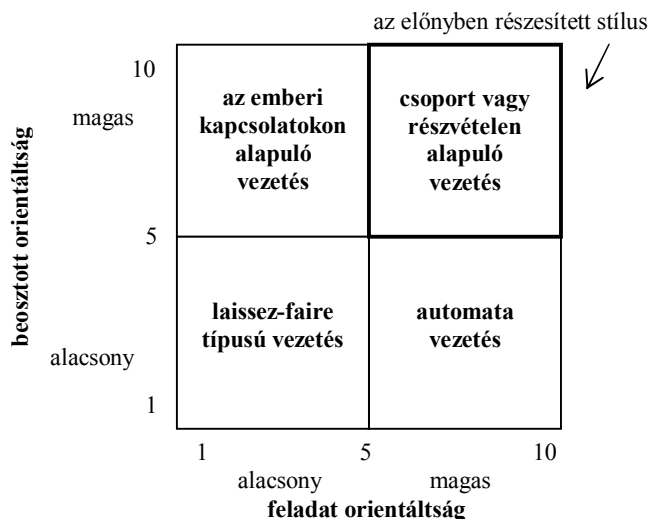 az előnyben részesített stílus
10
magas
5
alacsony
1
beosztott orientáltság
az emberi
kapcsolatokon
alapuló
vezetés
csoport vagy
részvételen
alapuló
vezetés
laissez-faire
típusú vezetés
automata
vezetés
1
5
10
alacsony
magas
feladat orientáltság